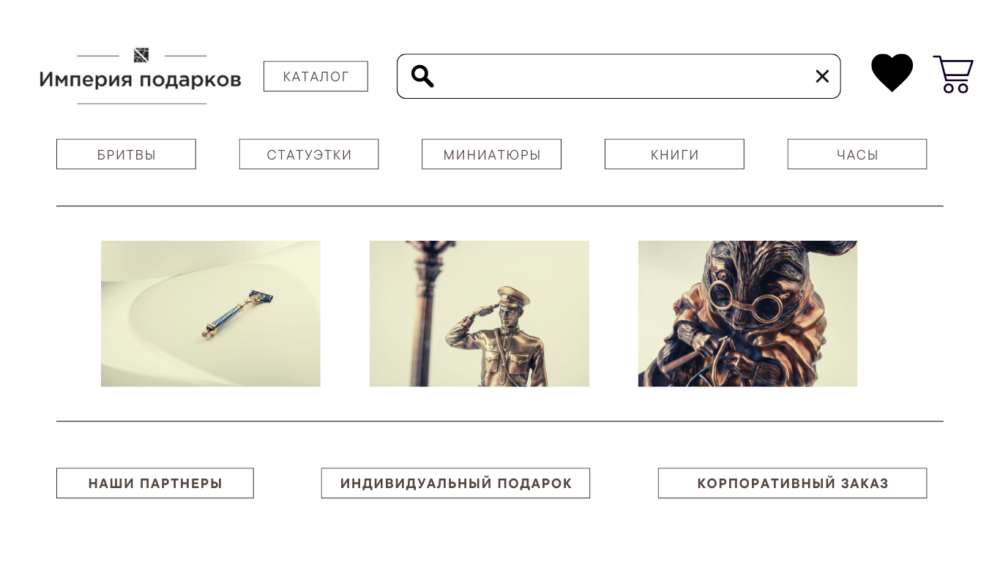 Империя подарков
КАТАЛОГ
БРИТВЫ
СТАТУЭТКИ
МИНИАТЮРЫ
КНИГИ
ЧАСЫ
НАШИ ПАРТНЕРЫ
ИНДИВИДУАЛЬНЫЙ ПОДАРОК
КОРПОРАТИВНЫЙ ЗАКАЗ